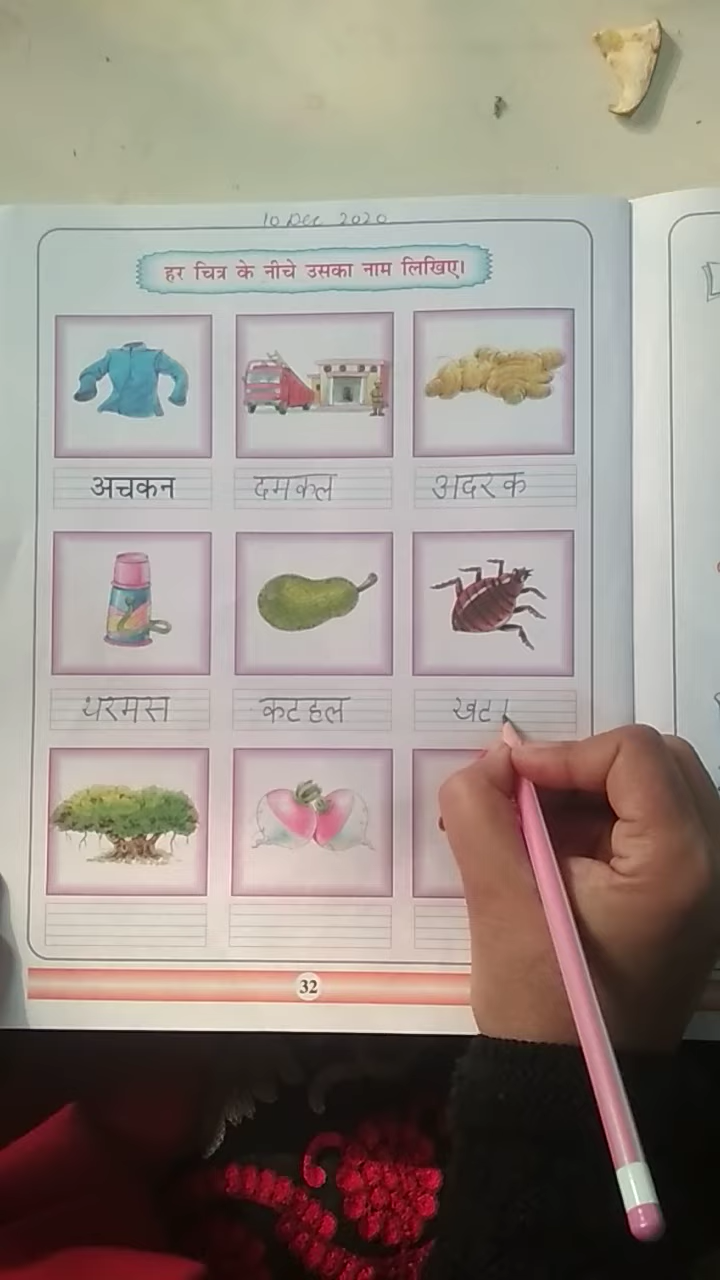 10 Dec 2020
हर चित्र के नीचे उसका नाम लिखिए।
अचकन दमकल अदरक
थरमस कटहल खट
32